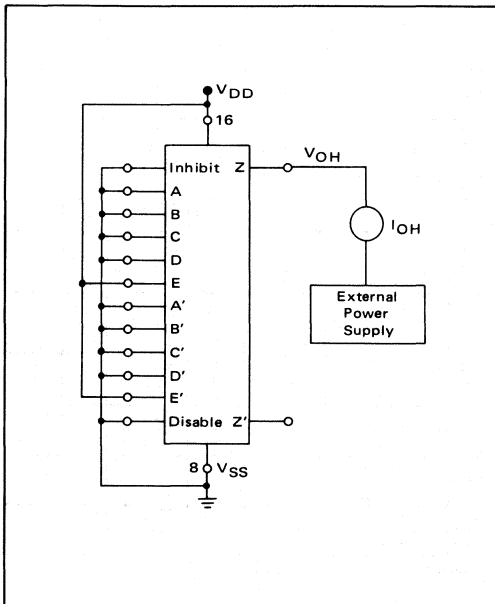 VDD
16
Inhibit Z
VOH
A
B
IOH
C
D
E
External
Power
Supply
A'
B'
C'
D'
E'
Disable Z'
8 VSS